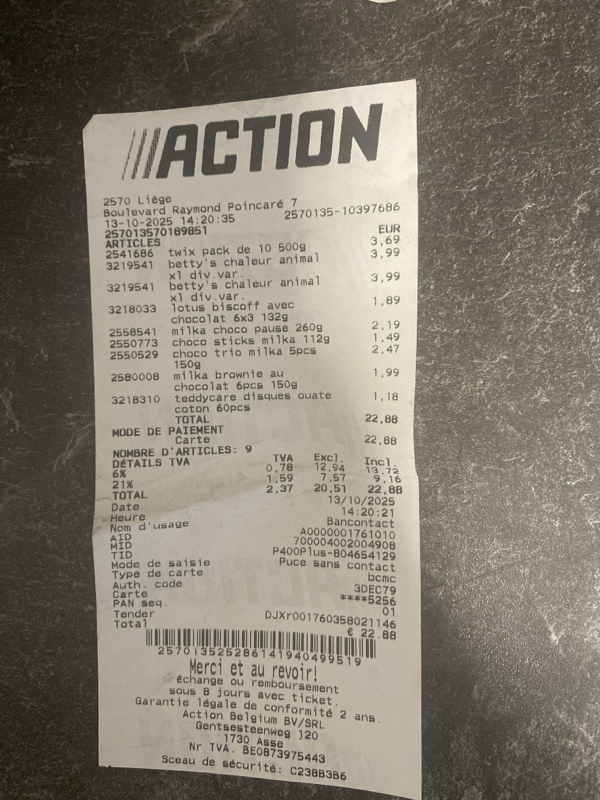 ///ACTION
2570 Liège
Boulevard Raymond Poincaré 7
13-10-2025 14:20:35 2570135-10397686
257013570189851
ARTICLES EUR
2541686 twix pack de 10 500g 3,69
3219541 betty's chaleur animal 3,99
xl div.var.
3219541 betty's chaleur animal 3,99
xl div.var.
3218033 lotus biscoff avec 1,89
chocolat 6x3 132g
2558541 milka choco pause 260g 2,19
2550773 choco sticks milka 112g 1,49
2550529 choco trio milka 5pcs 2,47
150g
2580008 milka brownie au 1,99
chocolat 6pcs 150g
3218310 teddycare disques ouate 1,18
coton 60pcs
TOTAL 22,88
MODE DE PAIEMENT
Carte 22,88
NOMBRE D'ARTICLES: 9
DÉTAILS TVA TVA Excl. Incl.
6% 0,78 12,94 13,72
21% 1,59 7,57 9,16
TOTAL 2,37 20,51 22,88
Date 13/10/2025
Heure 14:20:21
Nom d'usage Bancontact
AID A0000001761010
MID 700004002004908
TID P400Plus-804654129
Mode de saisie Puce sans contact
Type de carte bcmc
Auth. code 3DEC79
Carte ****5256
PAN seq. 01
Tender DJXr001760358021146
Total € 22.88
257013525286141940499519
Merci et au revoir!
Échange ou remboursement
sous 8 jours avec ticket.
Garantie légale de conformité 2 ans.
Action Belgium BV/SRL
Gentsesteenweg 120
1730 Asse
Nr TVA. BE0873975443
Sceau de sécurité: C238B3B6